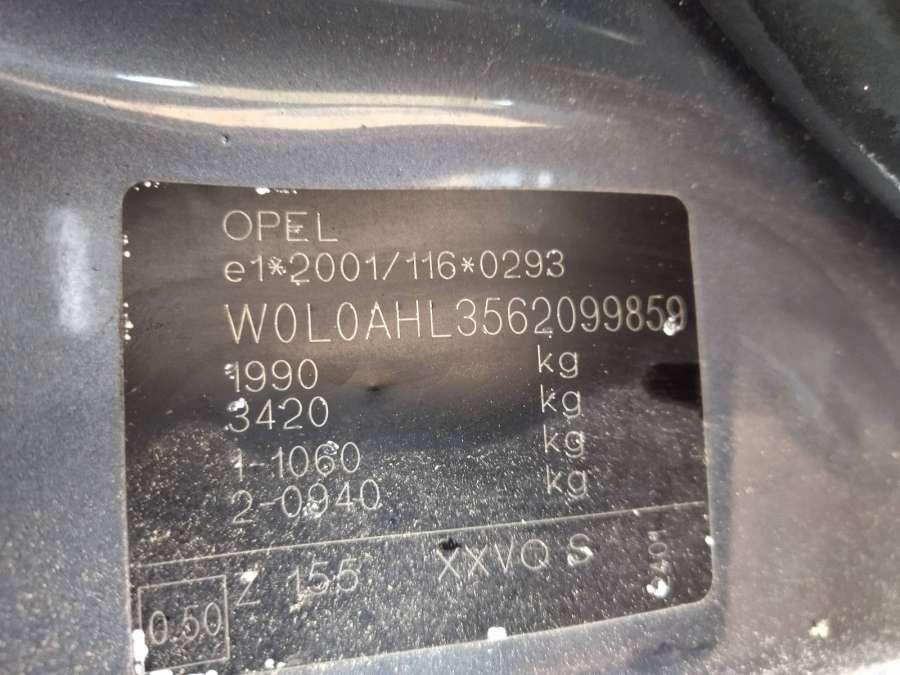 OPEL
e1*2001/116*0293
W0L0AHL3562099859
1990 kg
3420 kg
1-1060 kg
2-0940 kg
0.50 Z 155 XXVQ S